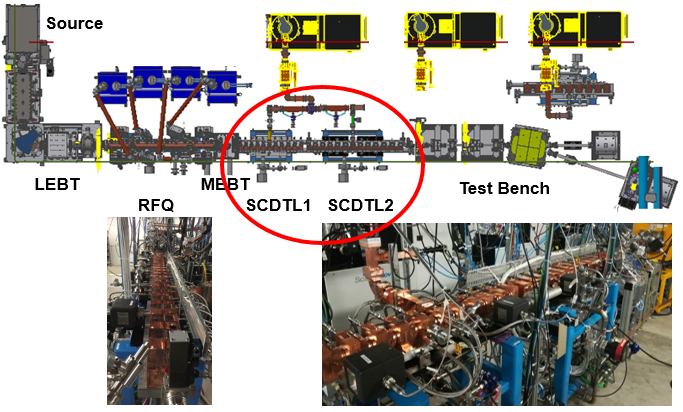 Source
LEBT
MEBT
RFQ
SCDTL1
SCDTL2
Test Bench